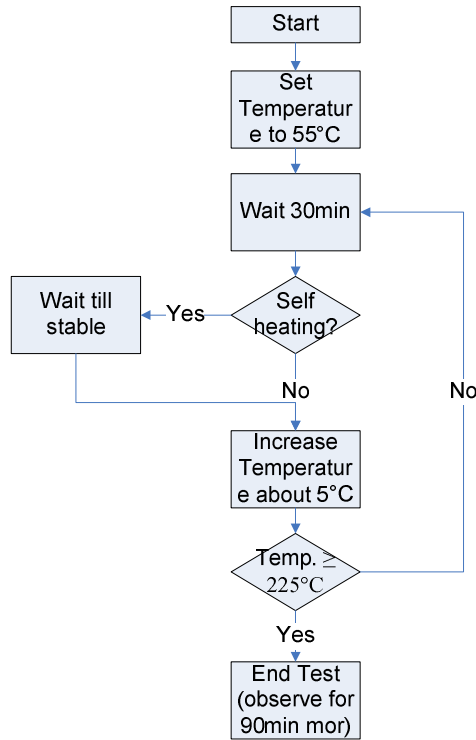 Start
Set
Temperatur
e to 55°C
Wait 30min
Self
heating?
Yes
Wait till
stable
No
No
Increase
Temperatur
e about 5°C
Temp. ≥
225°C
Yes
End Test
(observe for
90min mor)